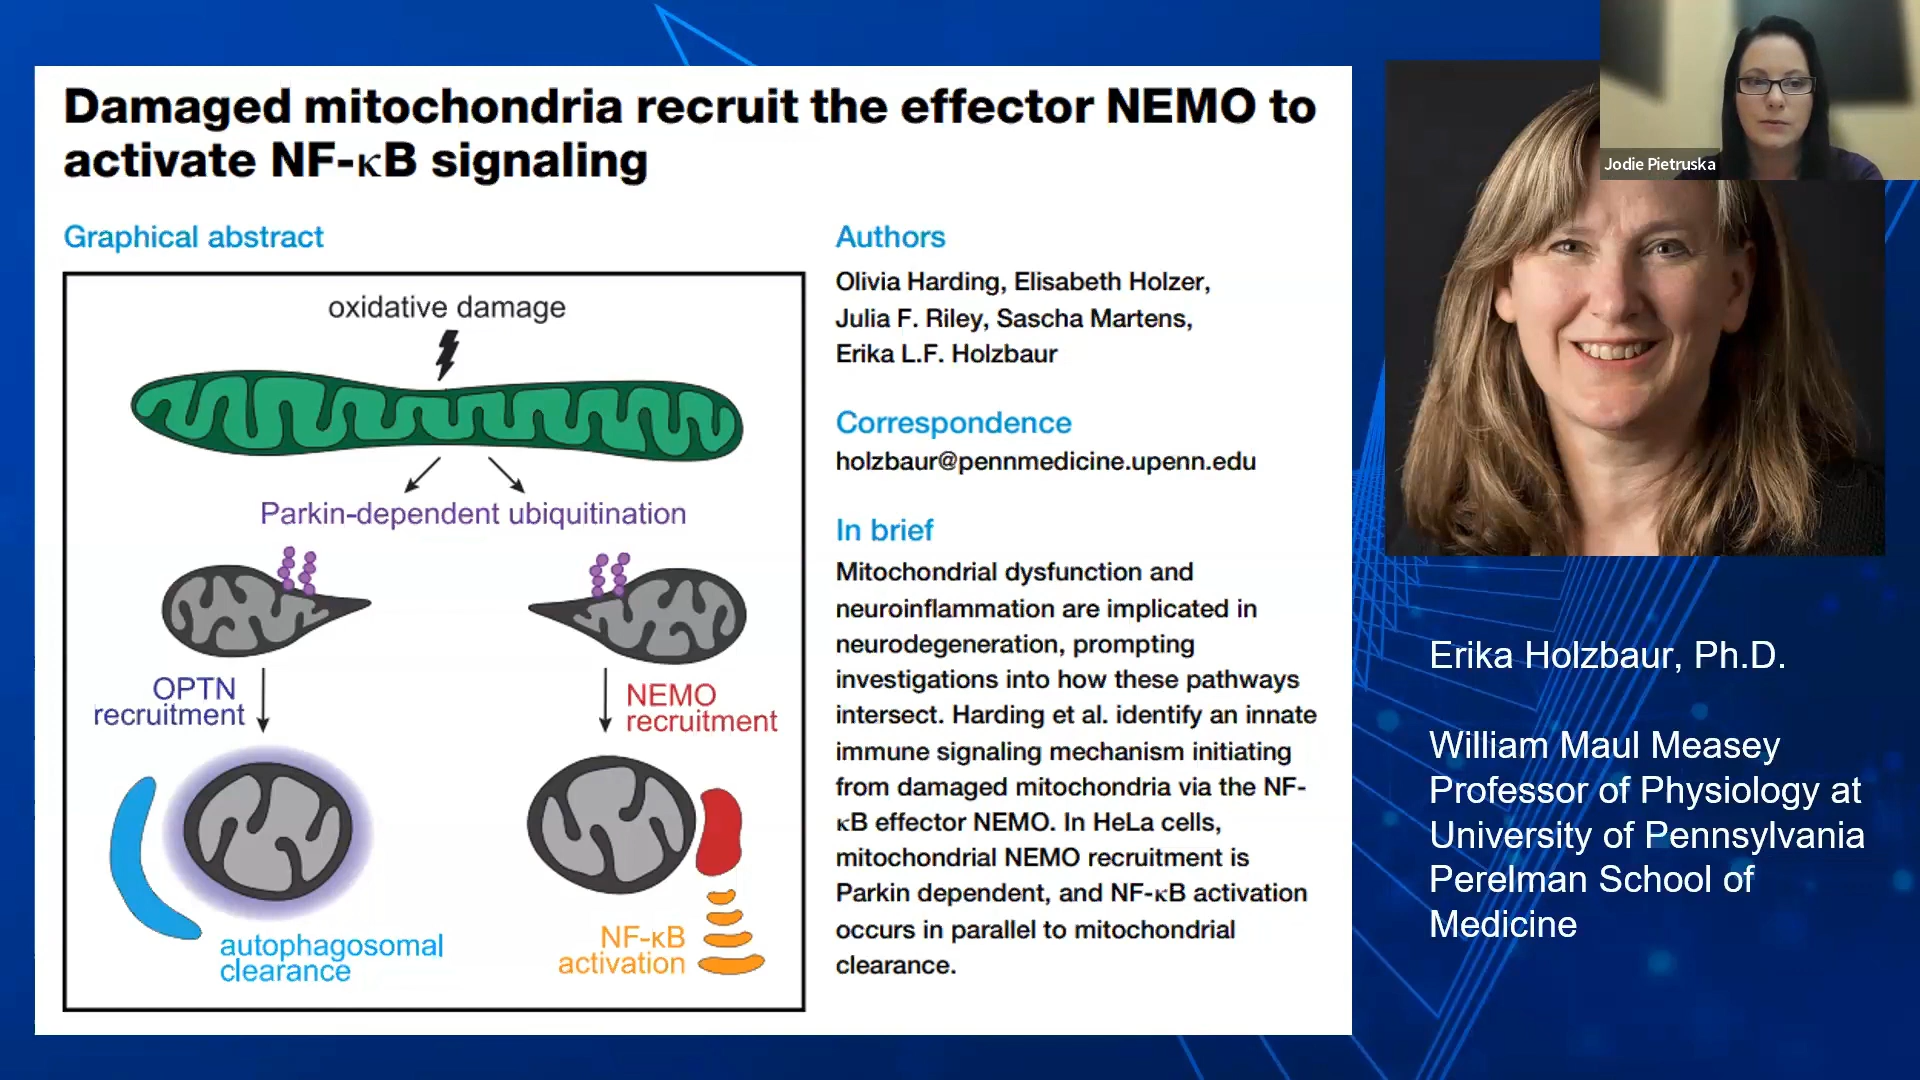 Damaged mitochondria recruit the effector NEMO to
activate NF-κB signaling
Graphical abstract
oxidative damage
Parkin-dependent ubiquitination
OPTN
recruitment
NEMO
recruitment
autophagosomal
clearance
NF-κB
activation
Authors
Olivia Harding, Elisabeth Holzer,
Julia F. Riley, Sascha Martens,
Erika L.F. Holzbaur
Correspondence
holzbaur@pennmedicine.upenn.edu
In brief
Mitochondrial dysfunction and
neuroinflammation are implicated in
neurodegeneration, prompting
investigations into how these pathways
intersect. Harding et al. identify an innate
immune signaling mechanism initiating
from damaged mitochondria via the NF-
κB effector NEMO. In HeLa cells,
mitochondrial NEMO recruitment is
Parkin dependent, and NF-κB activation
occurs in parallel to mitochondrial
clearance.
Jodie Pietruska
Erika Holzbaur, Ph.D.
William Maul Measey
Professor of Physiology at
University of Pennsylvania
Perelman School of
Medicine